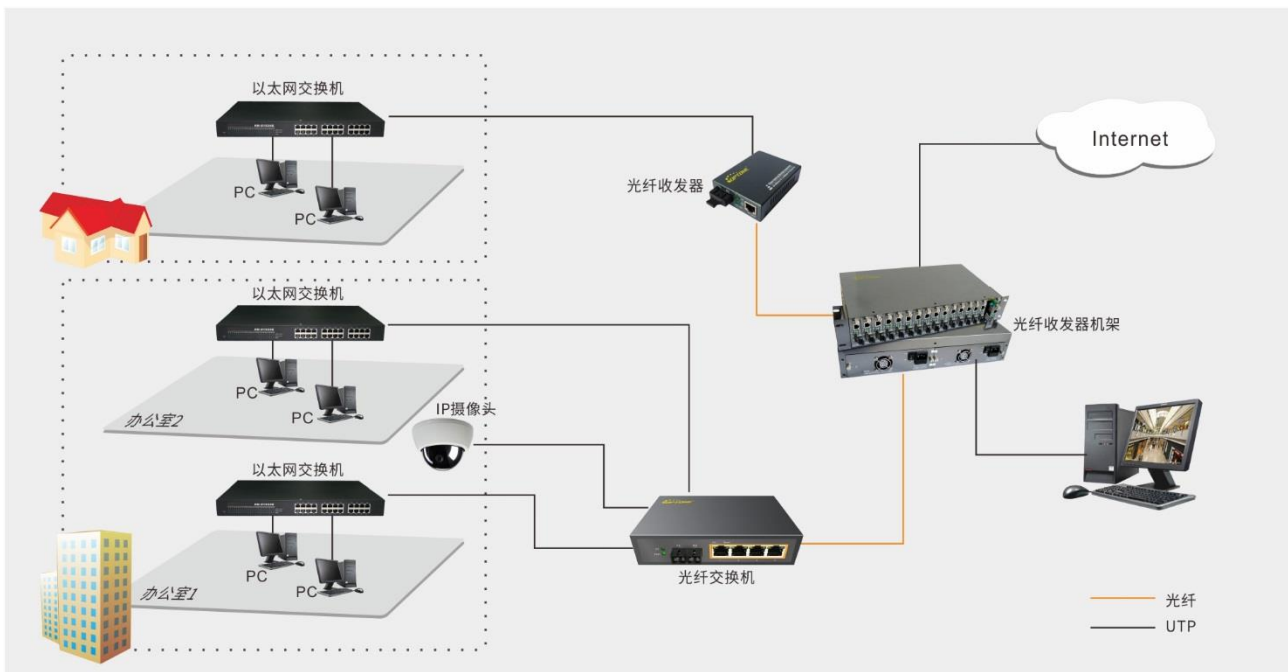 以太网交换机
PC
PC
光纤收发器
Internet
以太网交换机
PC
PC
办公室2
IP摄像头
光纤收发器机架
以太网交换机
PC
PC
办公室1
光纤交换机
光纤
UTP